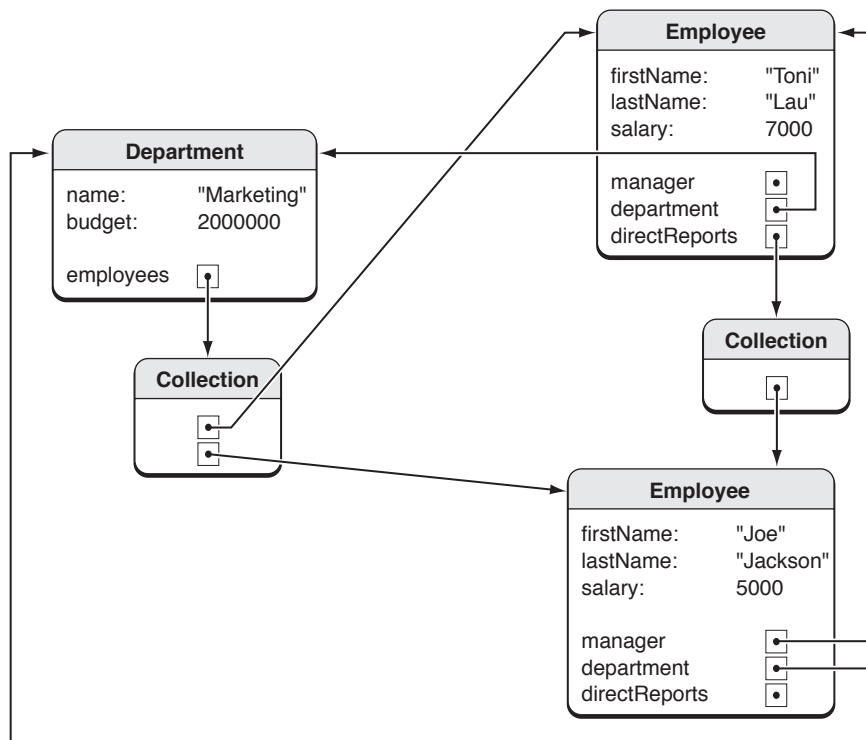 Employee
firstName: "Toni"
lastName: "Lau"
salary: 7000
manager
department
directReports
Department
name: "Marketing"
budget: 2000000
employees
Collection
Collection
Employee
firstName: "Joe"
lastName: "Jackson"
salary: 5000
manager
department
directReports